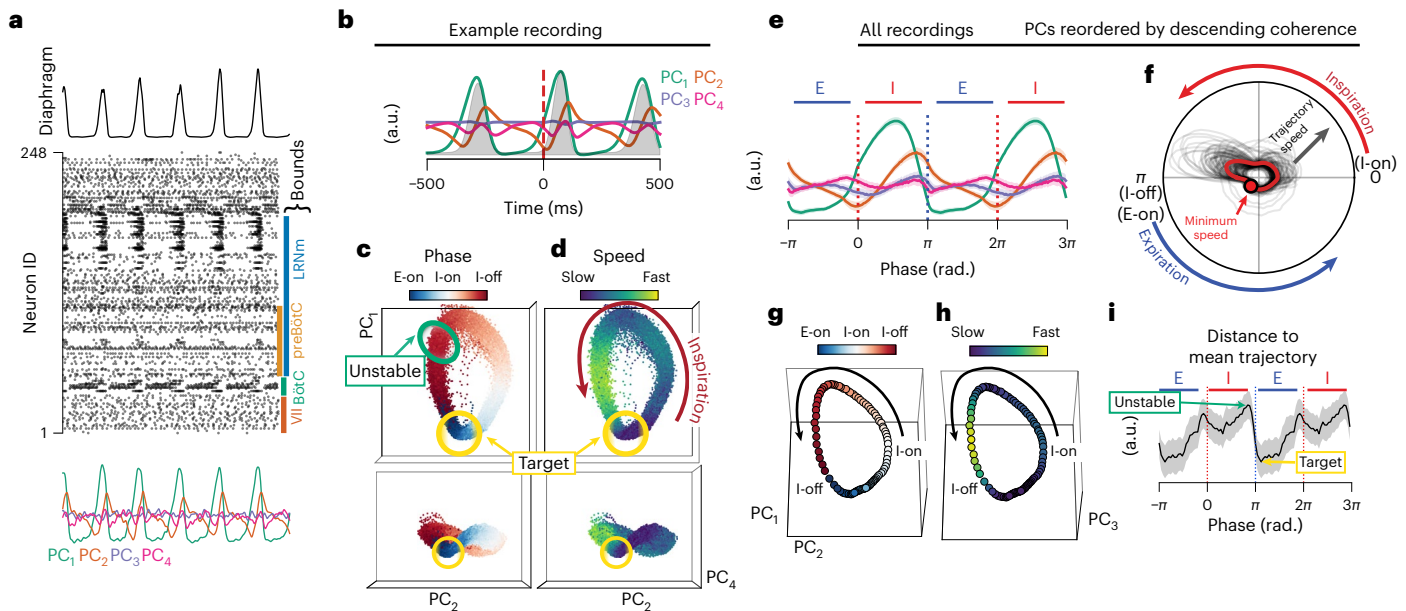 a
Diaphragm
248
Neuron ID
1
Bounds
}
LRNm
preBötC
BötC
VII
PC1 PC2 PC3 PC4
b
Example recording
PC1 PC2
PC3 PC4
(a.u.)
−500 0 500
Time (ms)
c
Phase
E-on I-on I-off
PC1
Unstable
d
Speed
Slow Fast
Inspiration
Target
PC2
PC2
PC4
e
All recordings
PCs reordered by descending coherence
E I E I
(a.u.)
−π 0 π 2π 3π
Phase (rad.)
f
Inspiration
Trajectory
speed
(I-on)
0
π
(I-off)
(E-on)
Minimum
speed
Expiration
g
E-on I-on I-off
I-on
I-off
PC1
PC2
h
Slow Fast
I-on
I-off
PC3
i
Distance to
mean trajectory
E I E I
Unstable
(a.u.)
Target
−π 0 π 2π 3π
Phase (rad.)